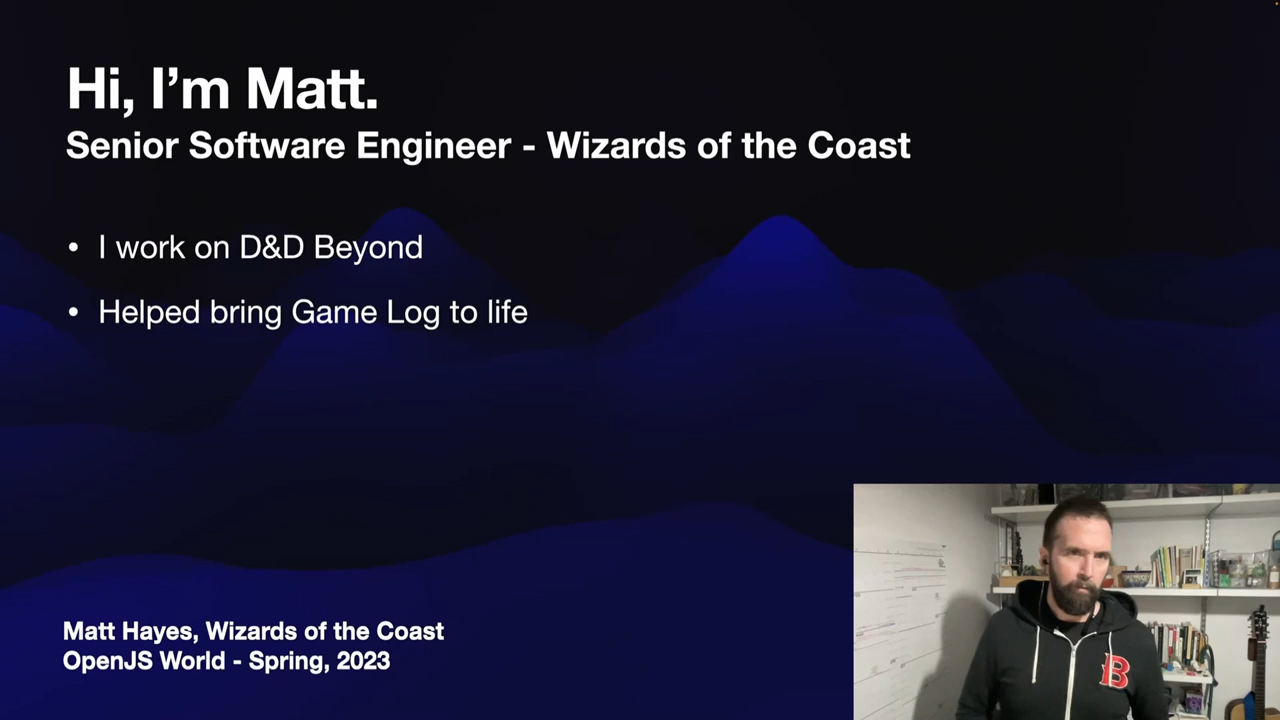 Hi, I’m Matt.
Senior Software Engineer - Wizards of the Coast
• I work on D&D Beyond
• Helped bring Game Log to life
Matt Hayes, Wizards of the Coast
OpenJS World - Spring, 2023
B